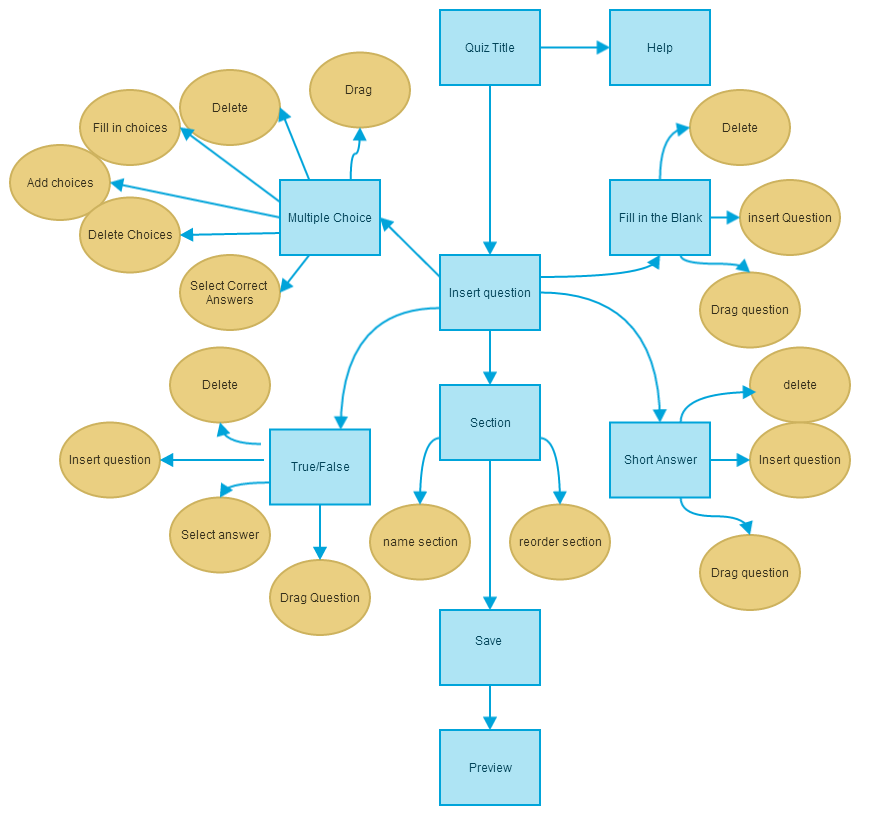 Quiz Title
Help
Drag
Delete
Fill in choices
Delete
Add choices
Multiple Choice
Fill in the Blank
insert Question
Delete Choices
Select Correct
Answers
Insert question
Drag question
Delete
delete
Section
Insert question
True/False
Short Answer
Insert question
Select answer
name section
reorder section
Drag question
Drag Question
Save
Preview